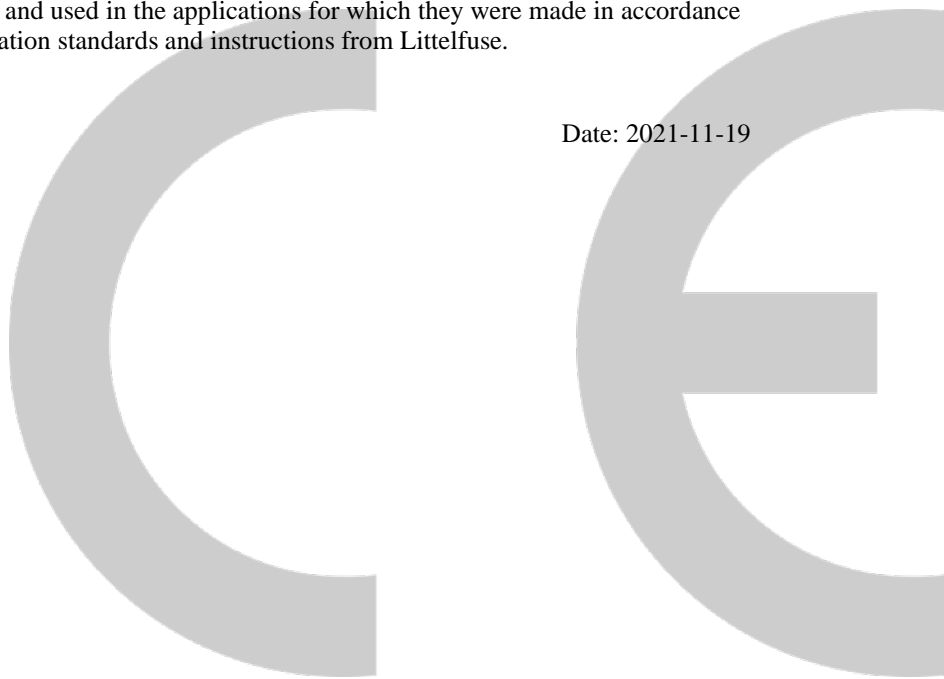 and used in the applications for which they were made in accordance
ation standards and instructions from Littelfuse.
Date: 2021-11-19